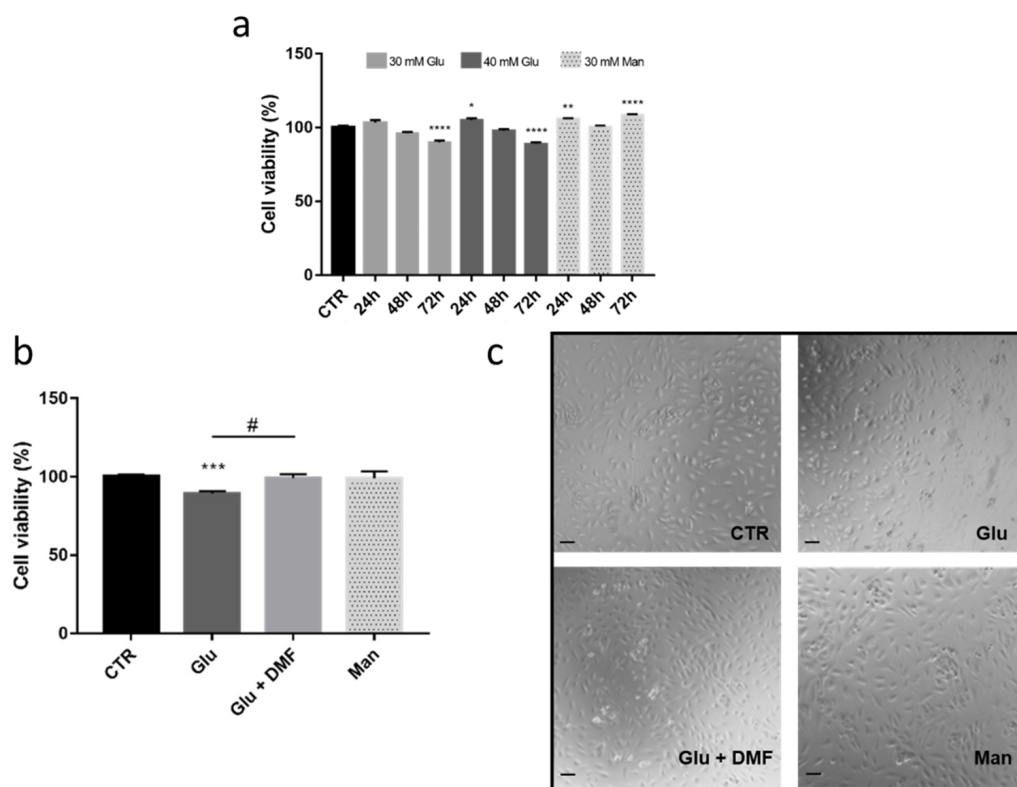 a
150
100
50
0
Cell viability (%)
30 mM Glu 40 mM Glu 30 mM Man
**** * **** ** ****
CTR 24h 48h 72h 24h 48h 72h 24h 48h 72h
b
150
100
50
0
Cell viability (%)
#
***
CTR Glu Glu + DMF Man
c
CTR
Glu
Glu + DMF
Man